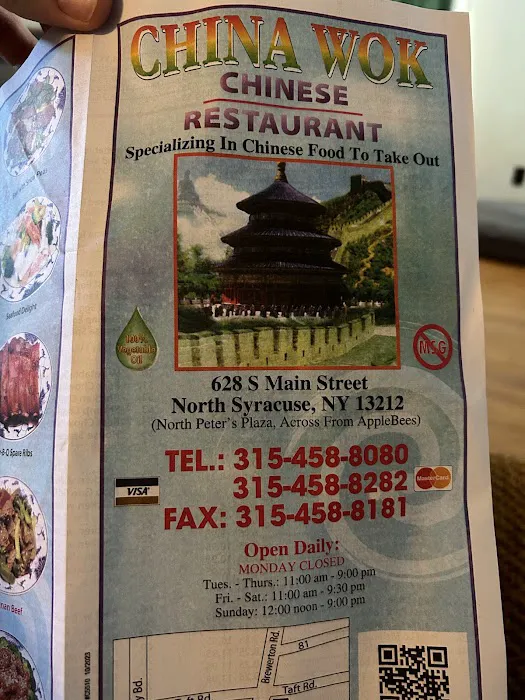 CHINA WOK
CHINESE
RESTAURANT
Specializing In Chinese Food To Take Out
100%
Vegetable
Oil
MSG
628 S Main Street
North Syracuse, NY 13212
(North Peter's Plaza, Across From AppleBees)
TEL.: 315-458-8080
315-458-8282
FAX: 315-458-8181
VISA
MasterCard
Open Daily:
MONDAY CLOSED
Tues. - Thurs.: 11:00 am - 9:00 pm
Fri. - Sat.: 11:00 am - 9:30 pm
Sunday: 12:00 noon - 9:00 pm
Brewerton Rd.
81
Taft Rd.
Seafood Delight
B-Q Spare Ribs
Beef
10/2023